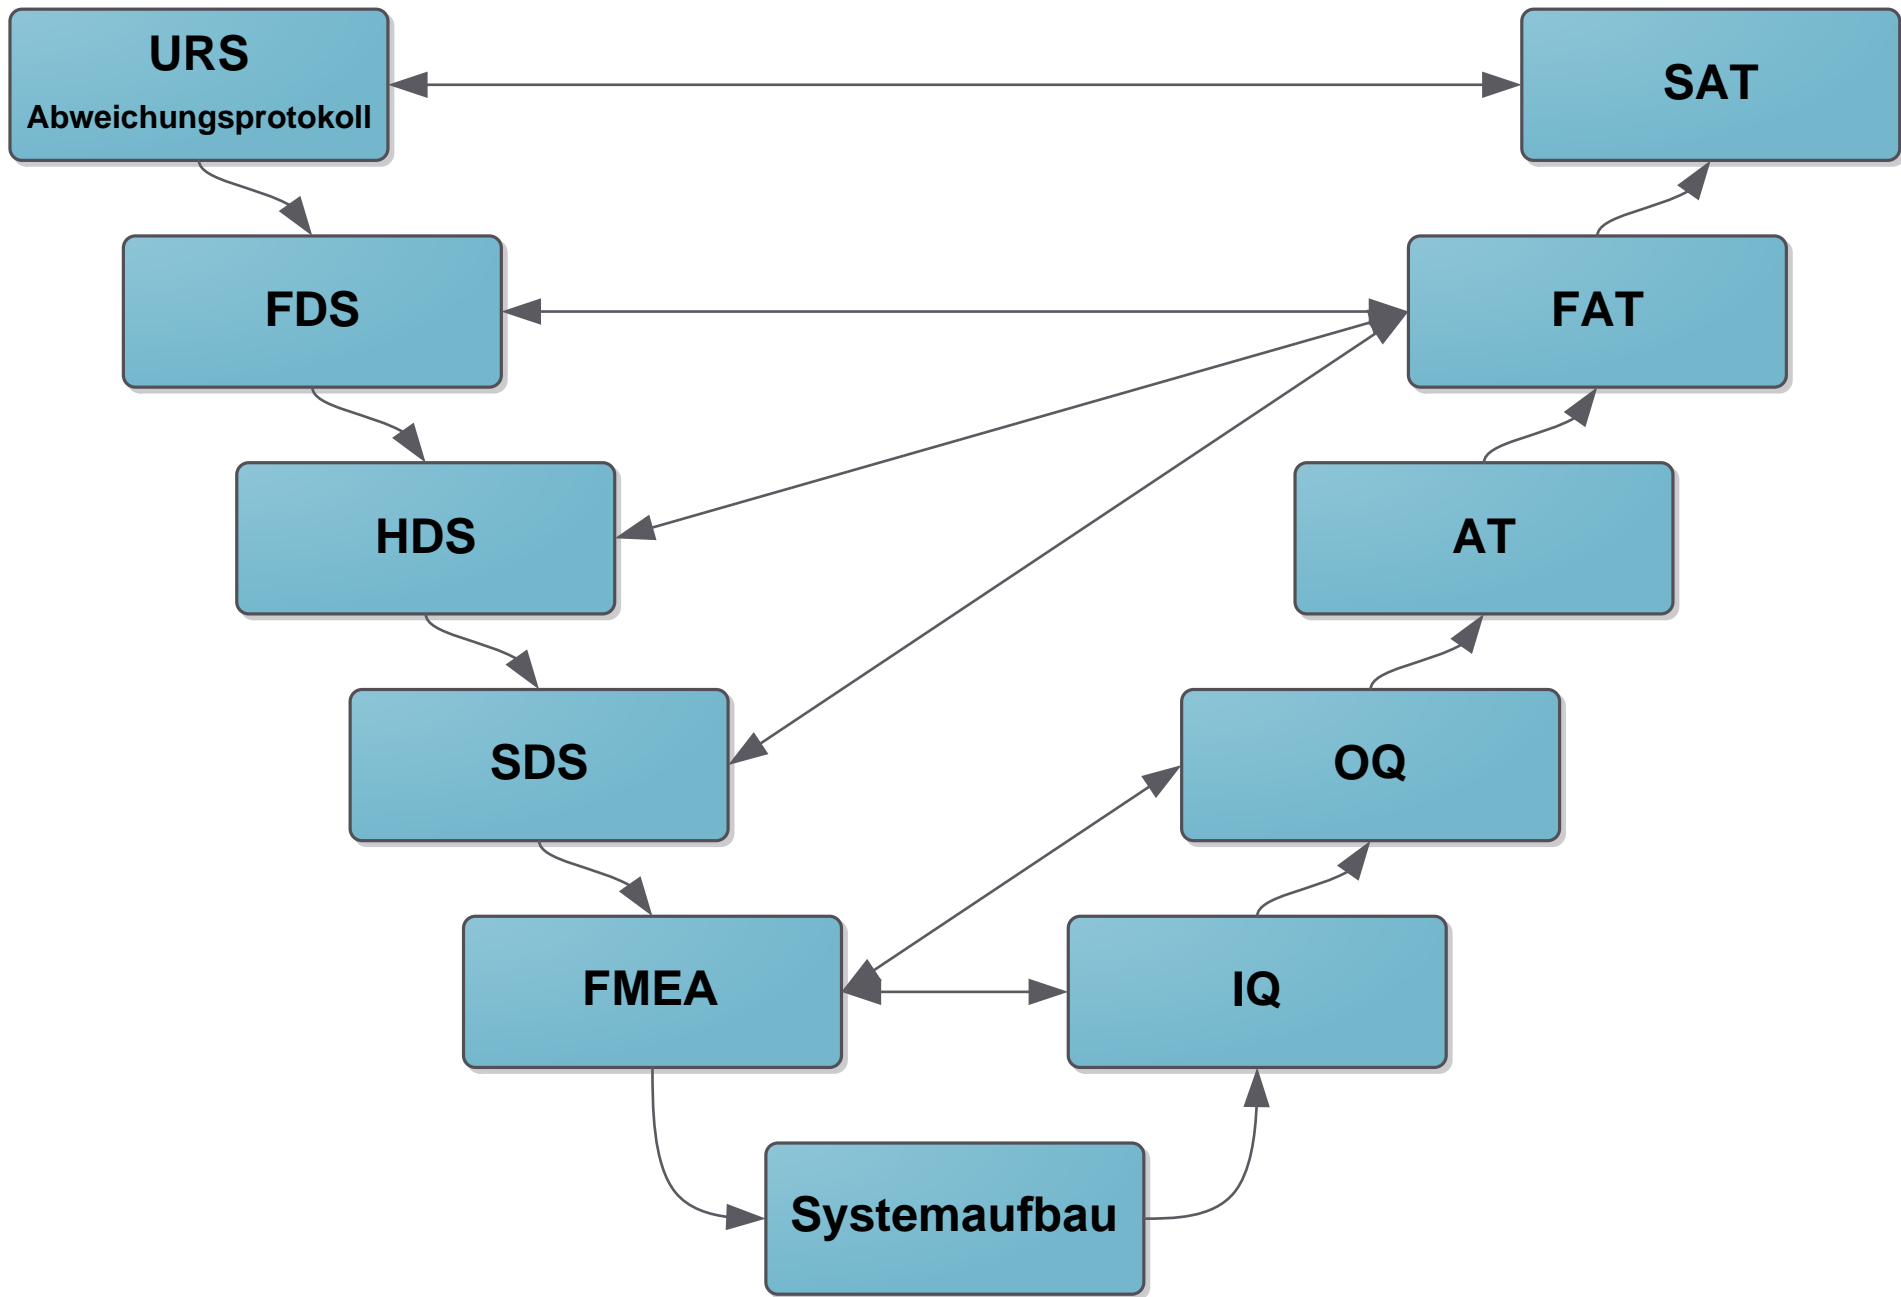 URS
Abweichungsprotokoll
SAT
FDS
FAT
HDS
AT
SDS
OQ
FMEA
IQ
Systemaufbau